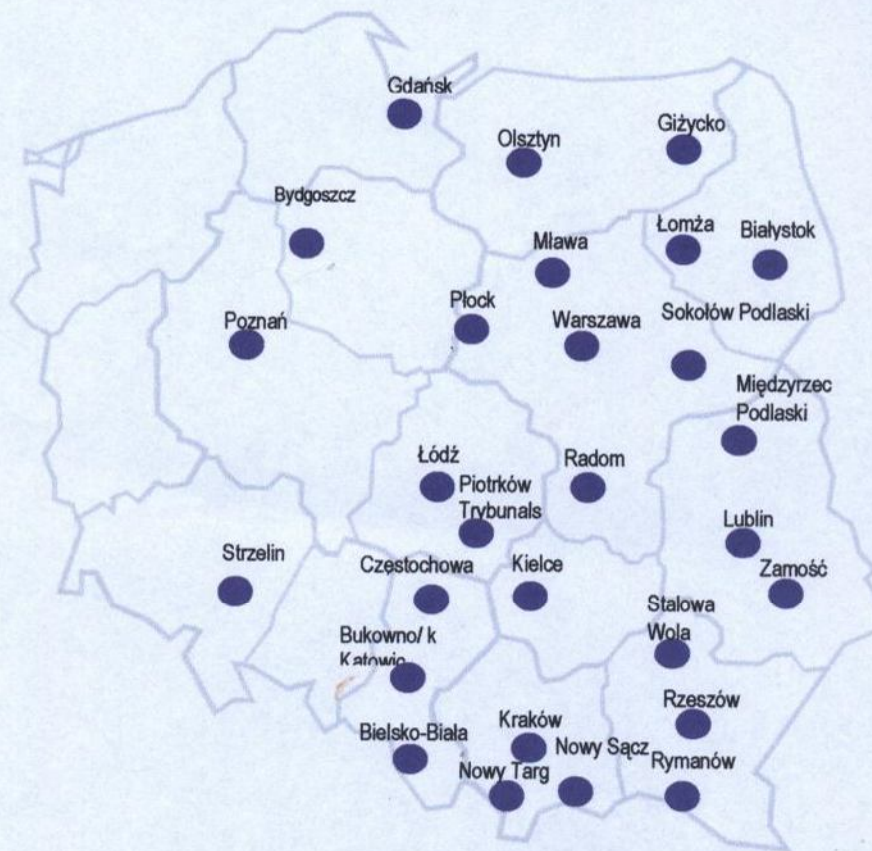 Gdańsk
Olsztyn
Giżycko
Bydgoszcz
Łomża
Białystok
Mława
Płock
Warszawa
Sokołów Podlaski
Poznań
Międzyrzec
Podlaski
Łódź
Radom
Piotrków
Trybunals
Lublin
Strzelin
Częstochowa
Kielce
Zamość
Stalowa
Wola
Bukowno/ k
Katowic
Rzeszów
Kraków
Bielsko-Biała
Nowy Sącz
Nowy Targ
Rymanów